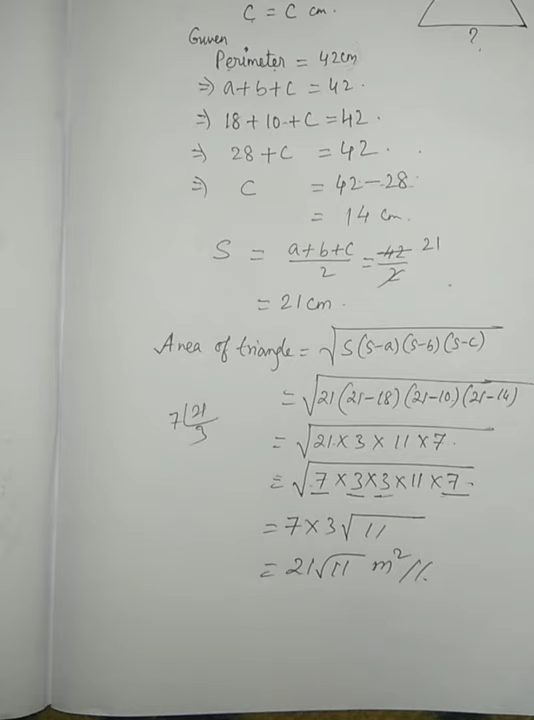 C = C cm.
?
Guven
Perimeter = 42cm
⇒ a+b+c = 42.
⇒ 18+10+C = 42.
⇒ 28+C = 42.
⇒ C = 42-28
= 14 cm.
S = a+b+c/2 = 42/2 21
= 21cm.
Area of triangle = √S(S-a)(S-b)(S-c)
= √21(21-18)(21-10)(21-14)
7|21
3
= √21×3×11×7.
= √7×3×3×11×7.
= 7×3√11
= 21√11 m²//.